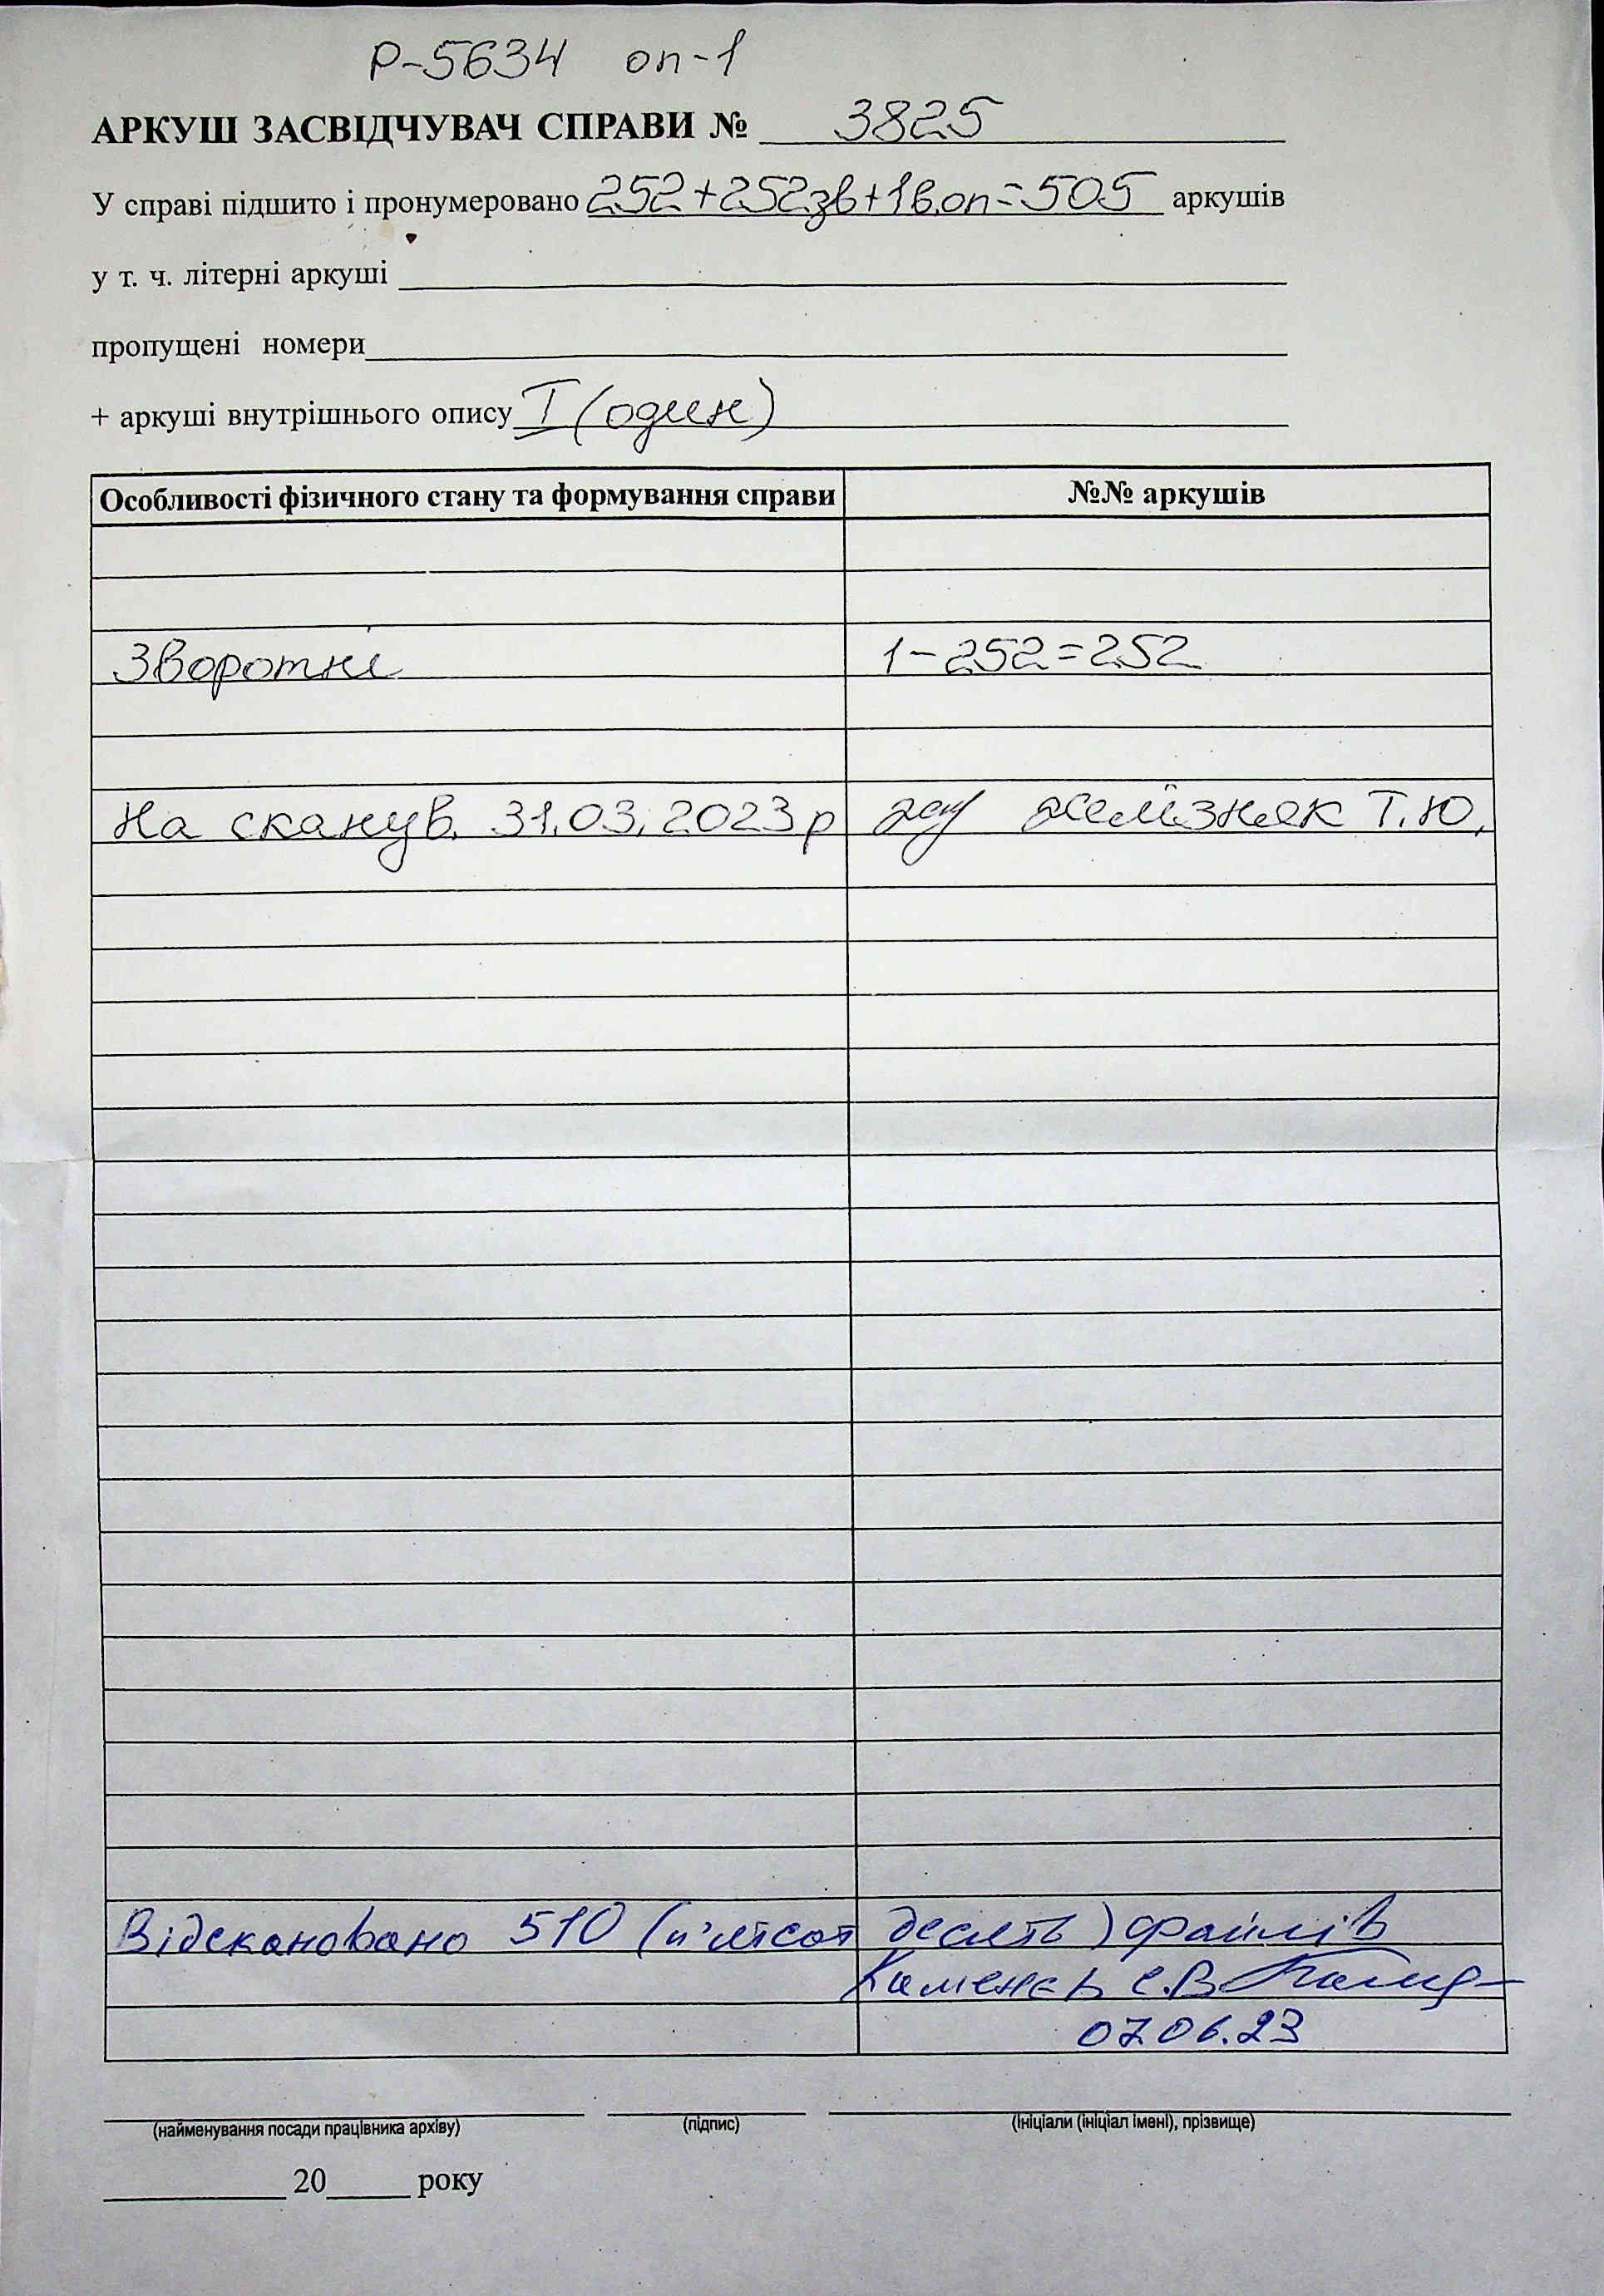 Р-5634 оп-1
АРКУШ ЗАСВІДЧУВАЧ СПРАВИ № 3825
У справі підшито і пронумеровано 252+252зв+1в.оп=505 аркушів
у т. ч. літерні аркуші
пропущені номери
+ аркуші внутрішнього опису I (один)
Особливості фізичного стану та формування справи №№ аркушів
Зворотні 1-252=252
На сканув. 31.03.2023р Желізняк Т.Ю.
Відскановано 510 (п'ятсот десять) файлів
Каменєв Є.В
07.06.23
(найменування посади працівника архіву) (підпис) (ініціали (ініціал імені), прізвище)
20 року